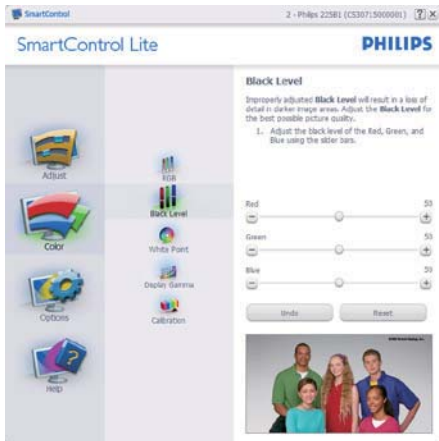 SmartControl
2 - Philips 225B1 (CS30715000001)
SmartControl Lite
PHILIPS
Black Level
Improperly adjusted Black Level will result in a loss of
detail in darker image areas. Adjust the Black Level for
the best possible picture quality.
1. Adjust the black level of the Red, Green, and
Blue using the slider bars.
Adjust
Color
Options
Help
RGB
Black Level
White Point
Display Gamma
Calibration
Red 50
Green 50
Blue 50
Undo
Reset